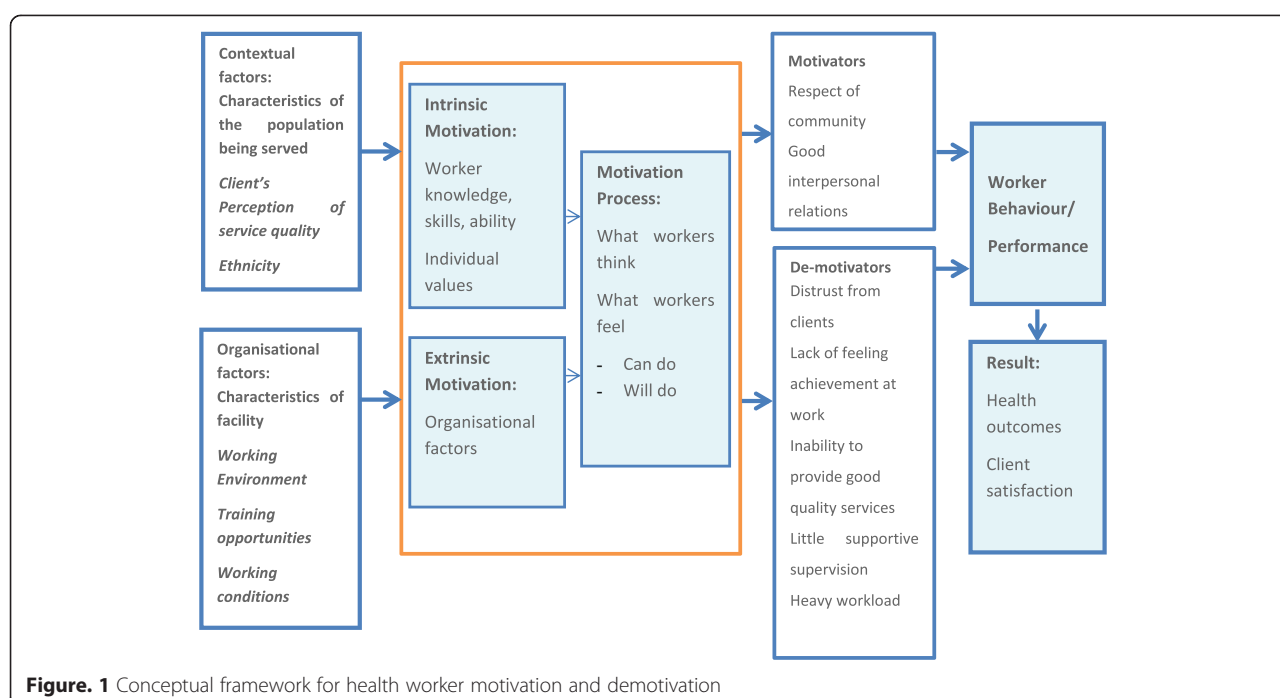 Contextual
factors:
Characteristics of
the population
being served
Client’s
Perception of
service quality
Ethnicity
Organisational
factors:
Characteristics of
facility
Working
Environment
Training
opportunities
Working
conditions
Intrinsic
Motivation:
Worker
knowledge,
skills, ability
Individual
values
Extrinsic
Motivation:
Organisational
factors
Motivation
Process:
What workers
think
What workers
feel
- Can do
- Will do
Motivators
Respect of
community
Good
interpersonal
relations
De-motivators
Distrust from
clients
Lack of feeling
achievement at
work
Inability to
provide good
quality services
Little supportive
supervision
Heavy workload
Worker
Behaviour/
Performance
Result:
Health
outcomes
Client
satisfaction
Figure. 1 Conceptual framework for health worker motivation and demotivation